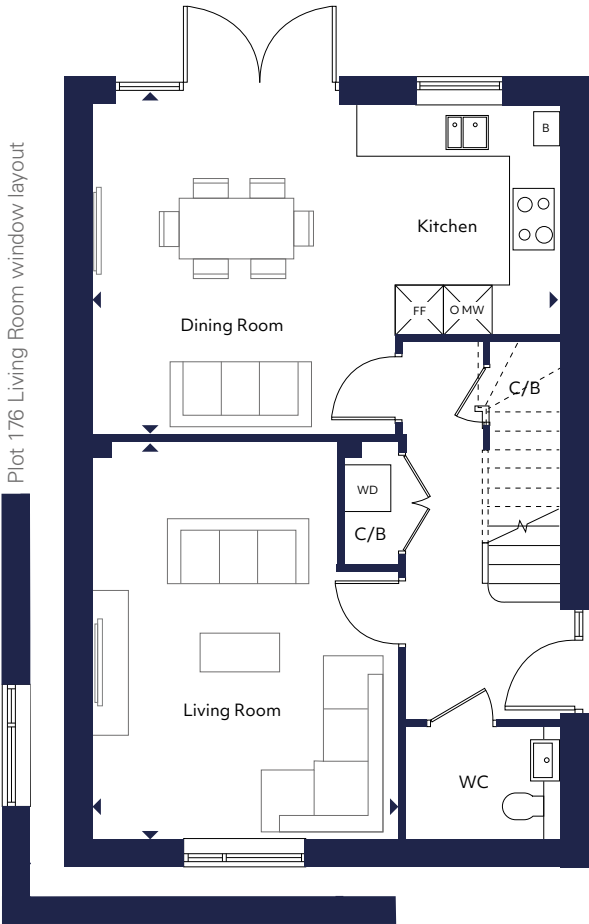 Plot 176 Living Room window layout
B
Kitchen
FF
O MW
Dining Room
C/B
WD
C/B
Living Room
WC